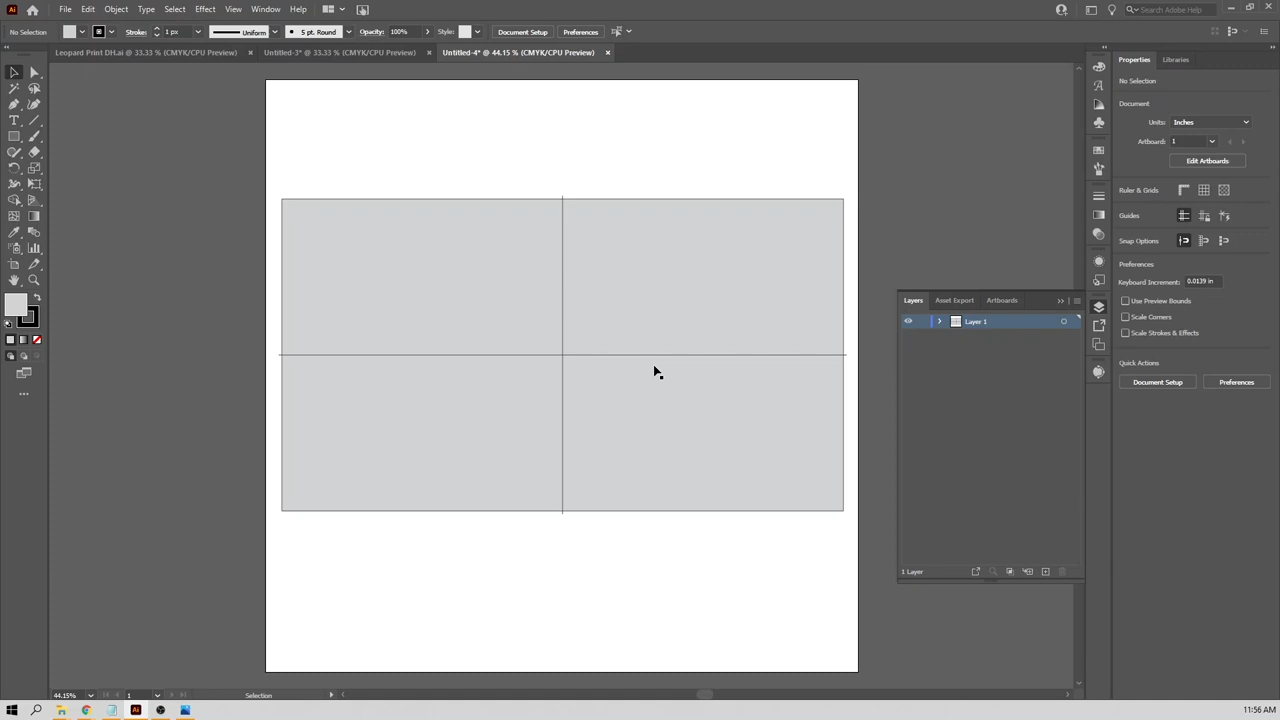 Ai File Edit Object Type Select Effect View Window Help Search Adobe Help
No Selection Stroke: 1 px Uniform 5 pt. Round Opacity: 100% Style: Document Setup Preferences
Leopard Print DH.ai @ 33.33 % (CMYK/CPU Preview) × Untitled-3* @ 33.33 % (CMYK/CPU Preview) × Untitled-4* @ 44.15 % (CMYK/CPU Preview) ×
Properties Libraries
No Selection
Document
Units: Inches
Artboard: 1
Edit Artboards
Ruler & Grids
Guides
Snap Options
Preferences
Keyboard Increment: 0.0139 in
Use Preview Bounds
Scale Corners
Scale Strokes & Effects
Quick Actions
Document Setup Preferences
Layers Asset Export Artboards
Layer 1
1 Layer
44.15% 1 Selection
Ai 11:56 AM